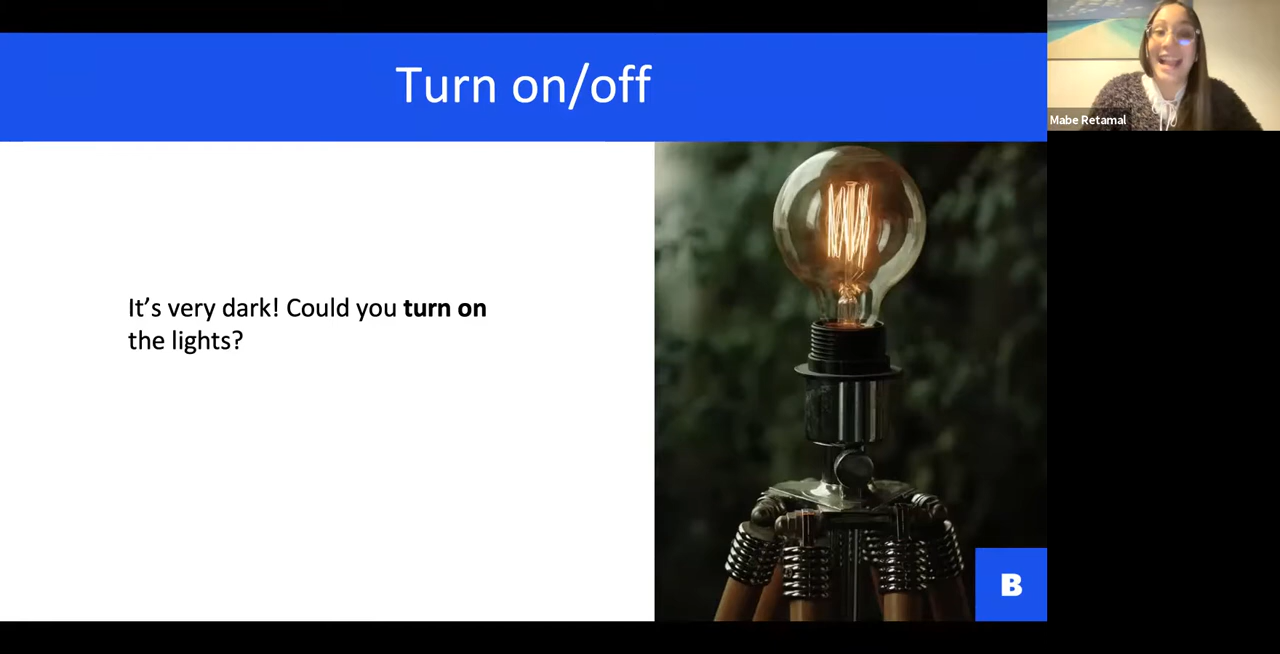 Turn on/off
Mabe Retamal
It’s very dark! Could you turn on
the lights?
B